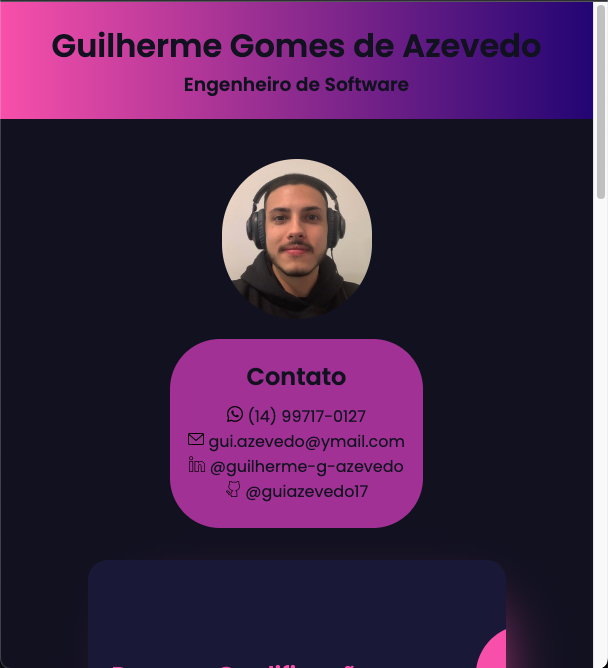 Guilherme Gomes de Azevedo
Engenheiro de Software
Contato
(14) 99717-0127
gui.azevedo@ymail.com
@guilherme-g-azevedo
@guiazevedo17